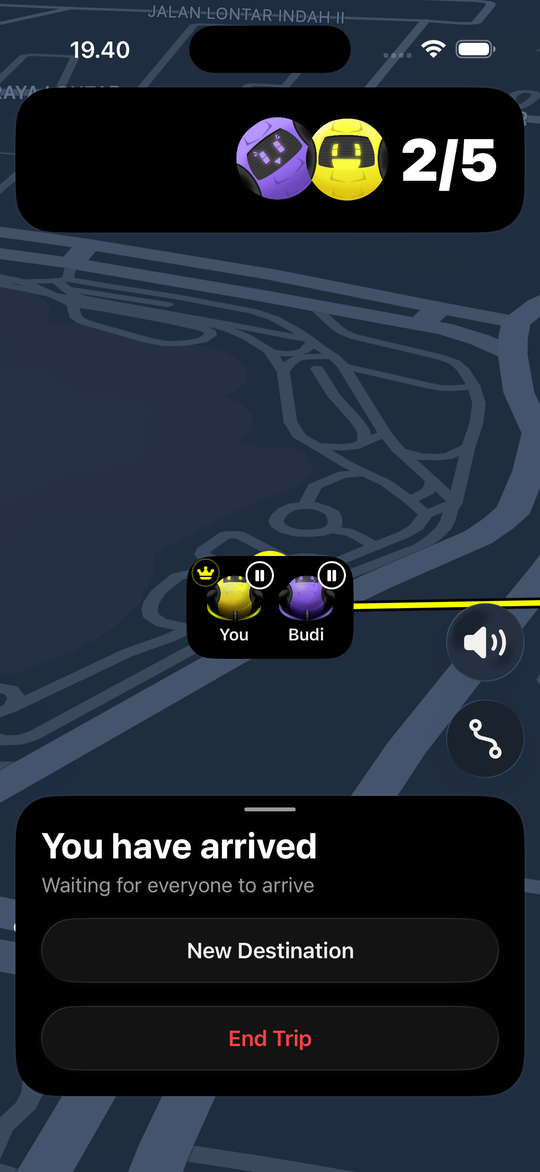 JALAN LONTAR INDAH II
19.40
RAYA LONTAR
R
2/5
You
Budi
You have arrived
Waiting for everyone to arrive
New Destination
End Trip